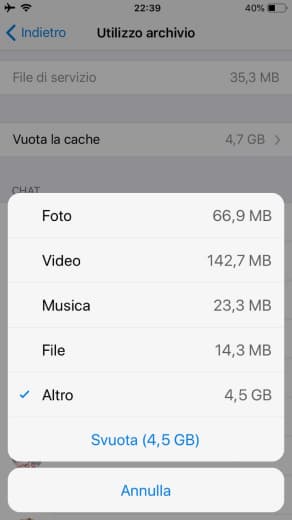 22:39
40%
Indietro
Utilizzo archivio
File di servizio 35,3 MB
Vuota la cache 4,7 GB
CHAT
Foto 66,9 MB
Video 142,7 MB
Musica 23,3 MB
File 14,3 MB
Altro 4,5 GB
Svuota (4,5 GB)
Annulla